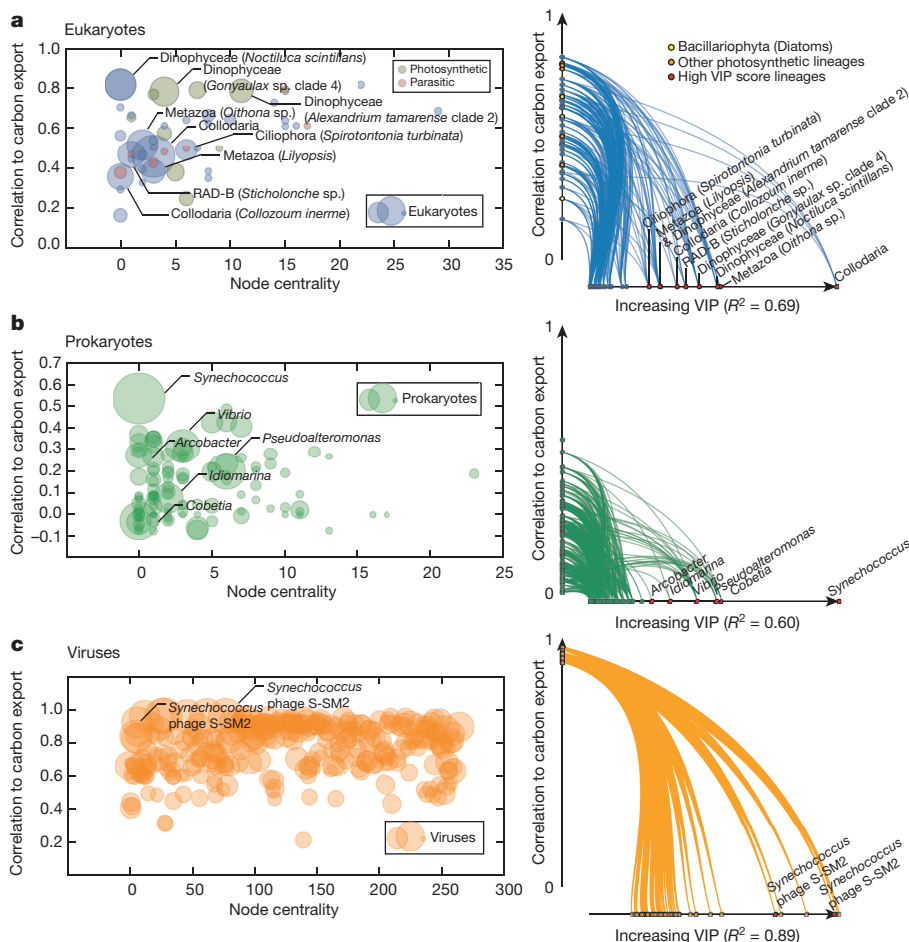 a
Eukaryotes
Correlation to carbon export
1.0
0.8
0.6
0.4
0.2
0.0
Dinophyceae (Noctiluca scintillans)
Dinophyceae
(Gonyaulax sp. clade 4)
Photosynthetic
Parasitic
Dinophyceae
(Alexandrium tamarense clade 2)
Metazoa (Oithona sp.)
Collodaria
Ciliophora (Spirotontonia turbinata)
Metazoa (Lilyopsis)
RAD-B (Sticholonche sp.)
Collodaria (Collozoum inerme)
Eukaryotes
0 5 10 15 20 25 30 35
Node centrality
Correlation to carbon export
1
0
Bacillariophyta (Diatoms)
Other photosynthetic lineages
High VIP score lineages
Ciliophora (Spirotontonia turbinata)
Metazoa (Lilyopsis)
& Dinophyceae (Alexandrium tamarense clade 2)
Collodaria (Collozoum inerme)
RAD-B (Sticholonche sp.)
Dinophyceae (Gonyaulax sp. clade 4)
Dinophyceae (Noctiluca scintillans)
Metazoa (Oithona sp.)
Collodaria
Increasing VIP (R² = 0.69)
b
Prokaryotes
Correlation to carbon export
0.7
0.6
0.5
0.4
0.3
0.2
0.1
0.0
−0.1
Synechococcus
Prokaryotes
Vibrio
Arcobacter
Pseudoalteromonas
Idiomarina
Cobetia
0 5 10 15 20 25
Node centrality
Correlation to carbon export
1
0
Arcobacter
Idiomarina
Vibrio
Pseudoalteromonas
Cobetia
Synechococcus
Increasing VIP (R² = 0.60)
c
Viruses
Correlation to carbon export
1.0
0.8
0.6
0.4
0.2
Synechococcus
phage S-SM2
Synechococcus
phage S-SM2
Viruses
0 50 100 150 200 250 300
Node centrality
Correlation to carbon export
1
0
Synechococcus
phage S-SM2
Synechococcus
phage S-SM2
Increasing VIP (R² = 0.89)